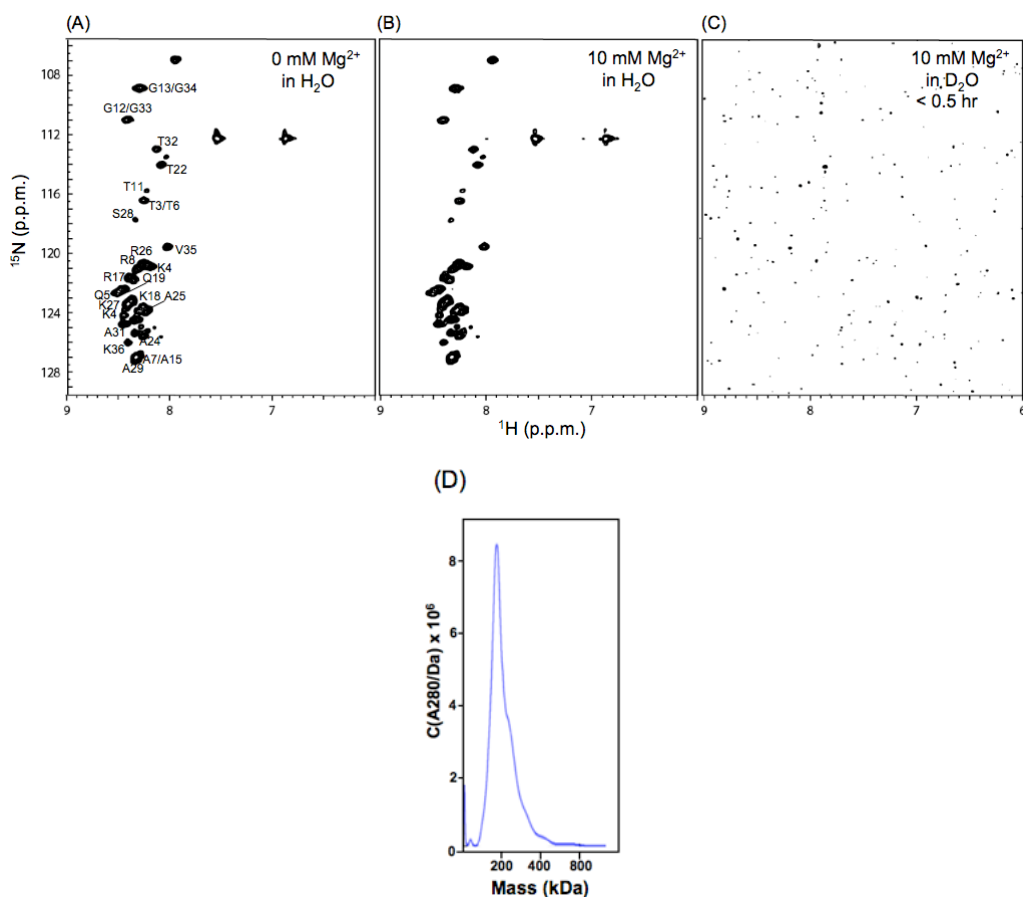 (A)
(B)
(C)
0 mM Mg2+
in H2O
10 mM Mg2+
in H2O
10 mM Mg2+
in D2O
< 0.5 hr
108
112
116
120
124
128
15N (p.p.m.)
G13/G34
G12/G33
T32
T22
T11
T3/T6
S28
V35
R26
R8
K4
R17
Q19
Q5
K18 A25
K27
K4
A31
A24
K36
A7/A15
A29
9 8 7
9 8 7
9 8 7 6
1H (p.p.m.)
(D)
C(A280/Da) x 10^6
8
6
4
2
0
200 400 800
Mass (kDa)